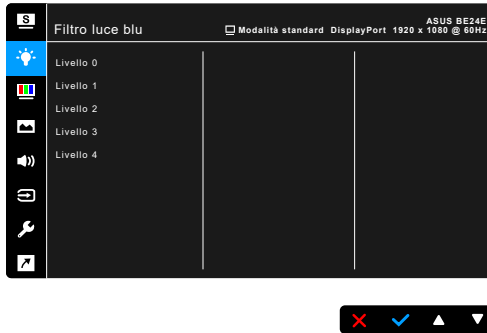 S
ASUS BE24E
Filtro luce blu
Modalità standard DisplayPort 1920 x 1080 @ 60Hz
Livello 0
Livello 1
Livello 2
Livello 3
Livello 4